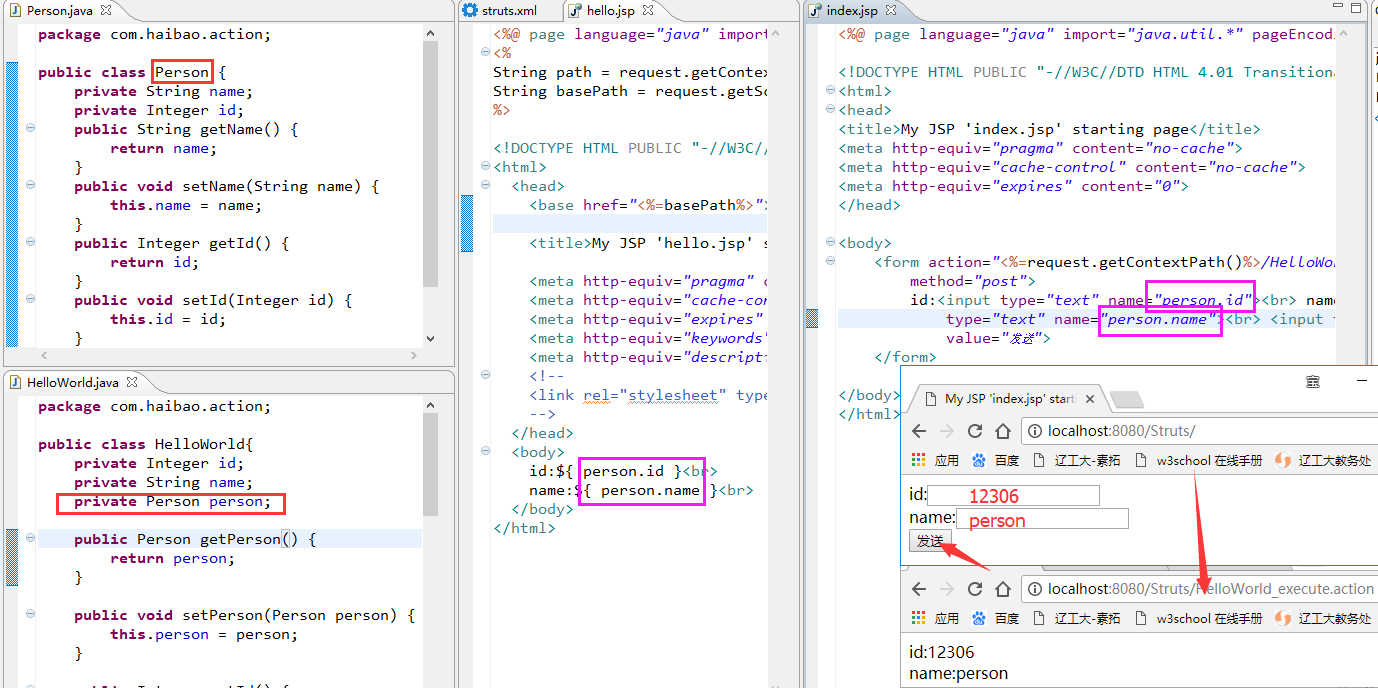 Person.java
package com.haibao.action;
public class Person {
private String name;
private Integer id;
public String getName() {
return name;
}
public void setName(String name) {
this.name = name;
}
public Integer getId() {
return id;
}
public void setId(Integer id) {
this.id = id;
}
HelloWorld.java
package com.haibao.action;
public class HelloWorld{
private Integer id;
private String name;
private Person person;
public Person getPerson() {
return person;
}
public void setPerson(Person person) {
this.person = person;
}
struts.xml
hello.jsp
<%@ page language="java" import
<%
String path = request.getContex
String basePath = request.getSc
%>
<!DOCTYPE HTML PUBLIC "-//W3C//
<html>
<head>
<base href="<%=basePath%>">
<title>My JSP 'hello.jsp' s
<meta http-equiv="pragma" c
<meta http-equiv="cache-con
<meta http-equiv="expires"
<meta http-equiv="keywords"
<meta http-equiv="descript
<!--
<link rel="stylesheet" type
-->
</head>
<body>
id:${ person.id }<br>
name:${ person.name }<br>
</body>
</html>
index.jsp
<%@ page language="java" import="java.util.*" pageEncodi
<!DOCTYPE HTML PUBLIC "-//W3C//DTD HTML 4.01 Transitiona
<html>
<head>
<title>My JSP 'index.jsp' starting page</title>
<meta http-equiv="pragma" content="no-cache">
<meta http-equiv="cache-control" content="no-cache">
<meta http-equiv="expires" content="0">
</head>
<body>
<form action="<%=request.getContextPath()%>/HelloWor
method="post">
id:<input type="text" name="person.id"><br> nam
type="text" name="person.name"><br> <input t
value="发送">
</form>
</body>
</html>
My JSP 'index.jsp' start
localhost:8080/Struts/
应用 百度 辽工大-素拓 w3school 在线手册 辽工大教务处
id: 12306
name: person
发送
localhost:8080/Struts/HelloWorld_execute.action
应用 百度 辽工大-素拓 w3school 在线手册 辽工大教务处
id:12306
name:person